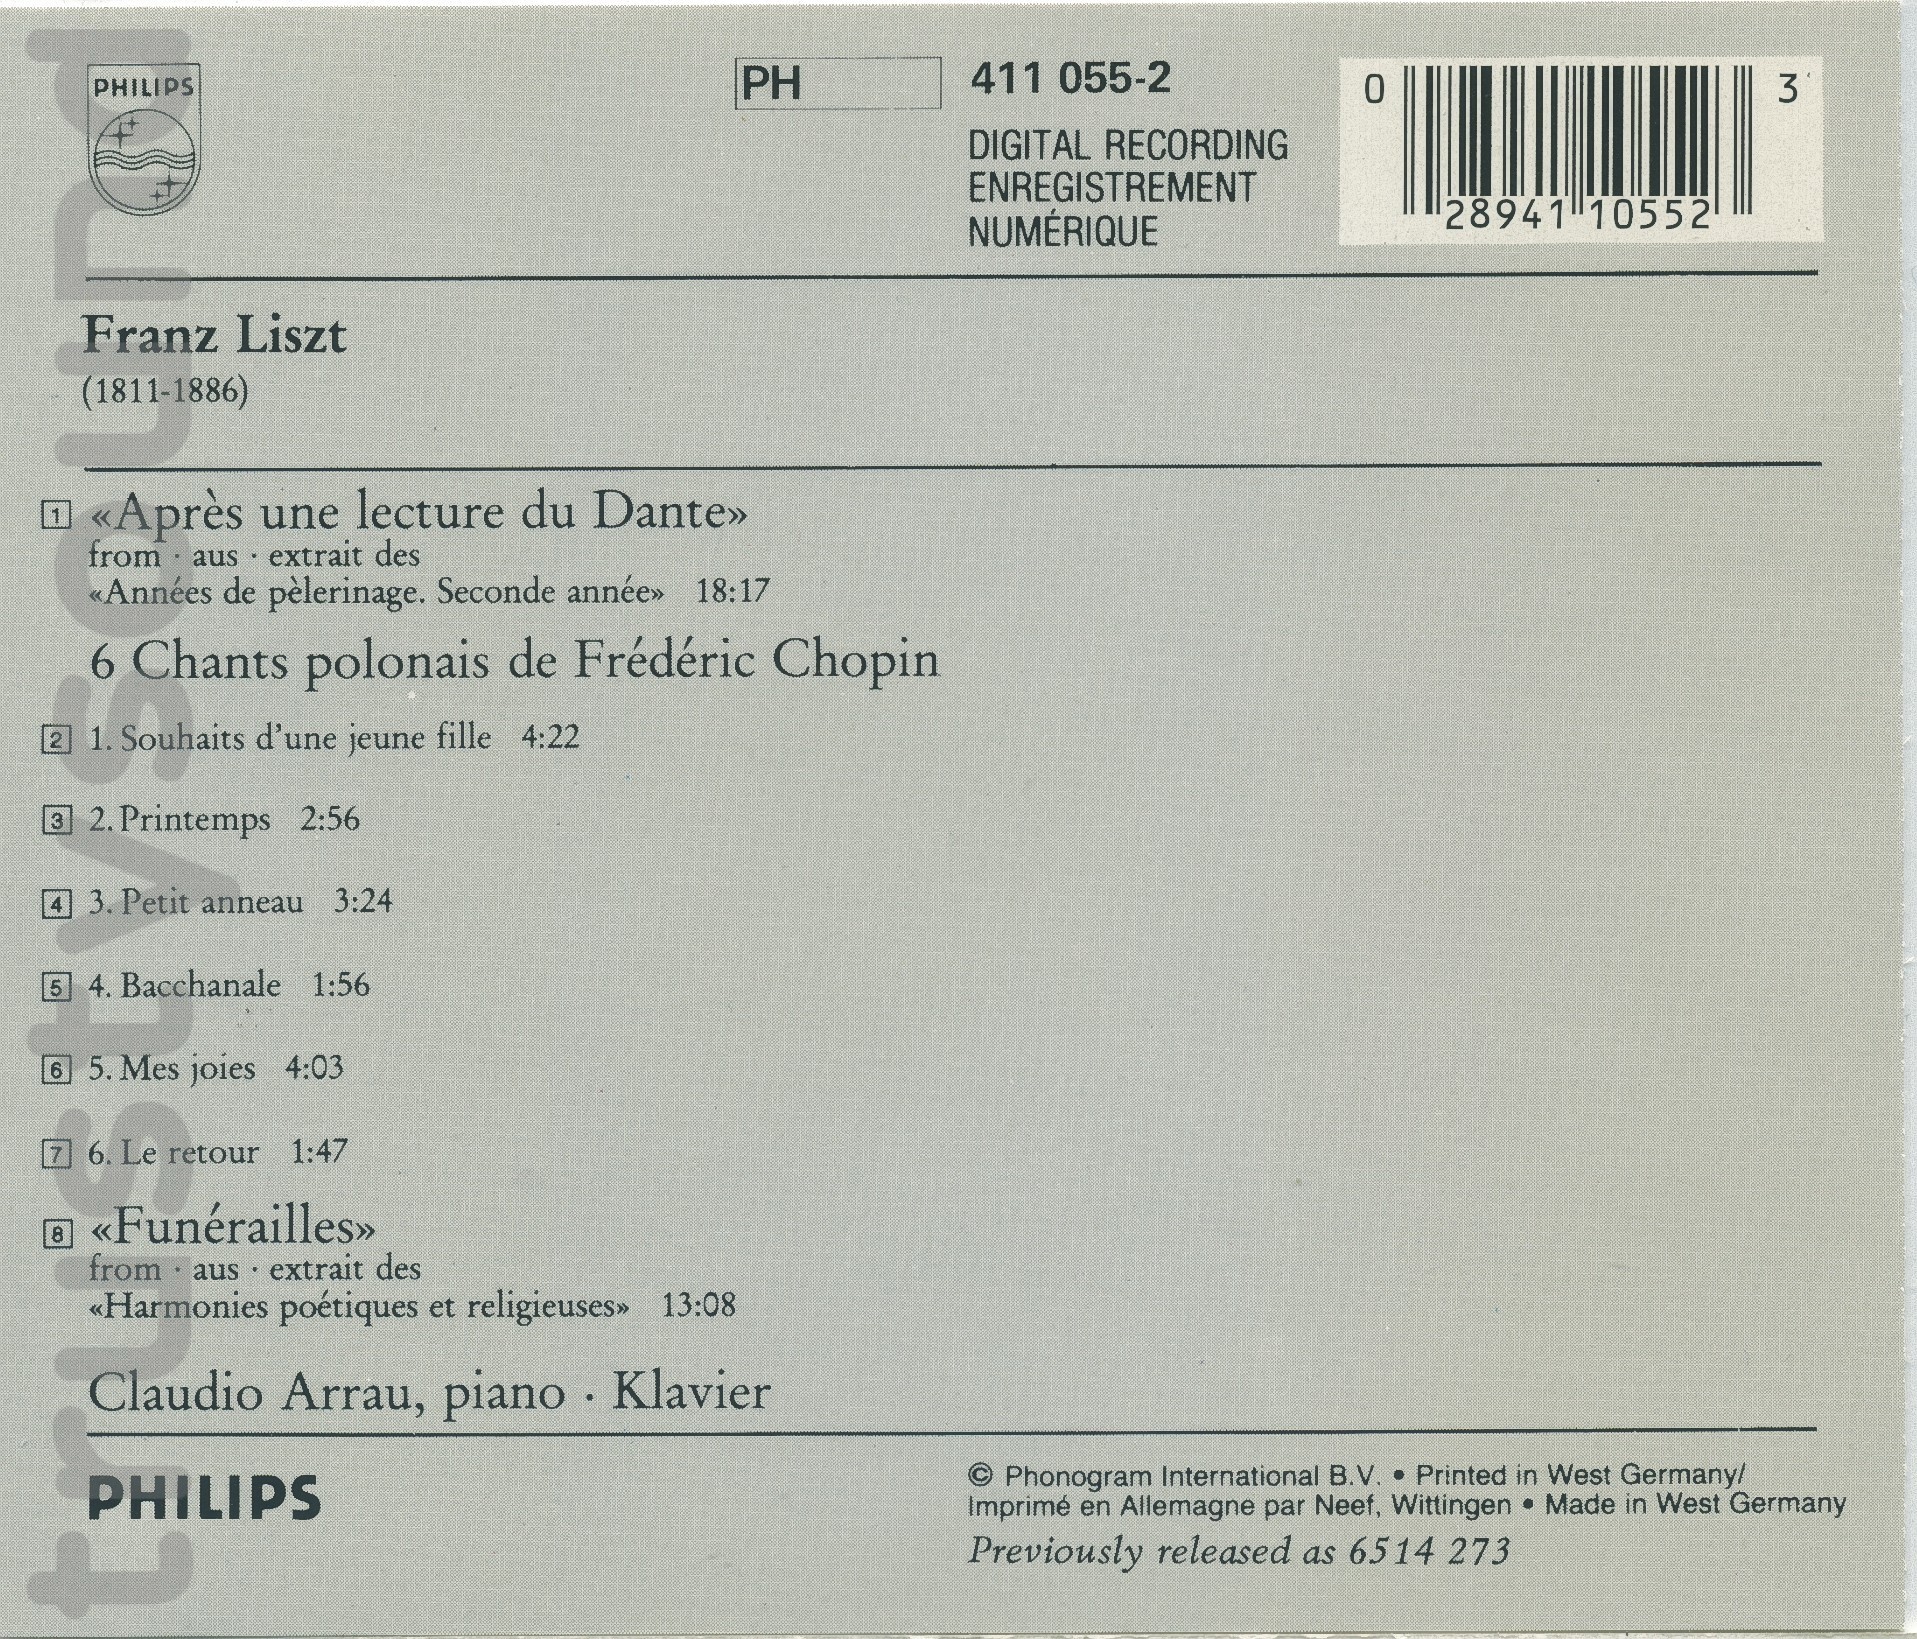 PHILIPS
PH
411 055-2
DIGITAL RECORDING
ENREGISTREMENT
NUMÉRIQUE
0 28941 10552 3
Franz Liszt
(1811-1886)
1 «Après une lecture du Dante»
from · aus · extrait des
«Années de pèlerinage. Seconde année» 18:17
6 Chants polonais de Frédéric Chopin
2 1. Souhaits d'une jeune fille 4:22
3 2. Printemps 2:56
4 3. Petit anneau 3:24
5 4. Bacchanale 1:56
6 5. Mes joies 4:03
7 6. Le retour 1:47
8 «Funérailles»
from · aus · extrait des
«Harmonies poétiques et religieuses» 13:08
Claudio Arrau, piano · Klavier
PHILIPS
© Phonogram International B.V. • Printed in West Germany/
Imprimé en Allemagne par Neef, Wittingen • Made in West Germany
Previously released as 6514 273
trustvsound